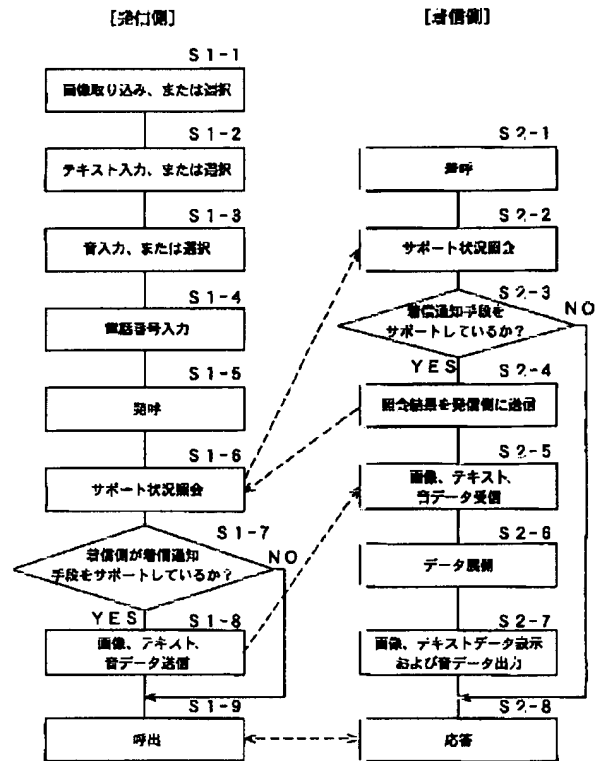 [発信側]
S1-1
画像取り込み、または選択
S1-2
テキスト入力、または選択
S1-3
音入力、または選択
S1-4
電話番号入力
S1-5
発呼
S1-6
サポート状況照会
S1-7
着信側が着信通知
手段をサポートしているか?
NO
YES
S1-8
画像、テキスト、
音データ送信
S1-9
呼出
[着信側]
S2-1
着呼
S2-2
サポート状況照会
S2-3
着信通知手段を
サポートしているか?
NO
YES
S2-4
照会結果を発信側に送信
S2-5
画像、テキスト、
音データ受信
S2-6
データ展開
S2-7
画像、テキストデータ表示
および音データ出力
S2-8
応答